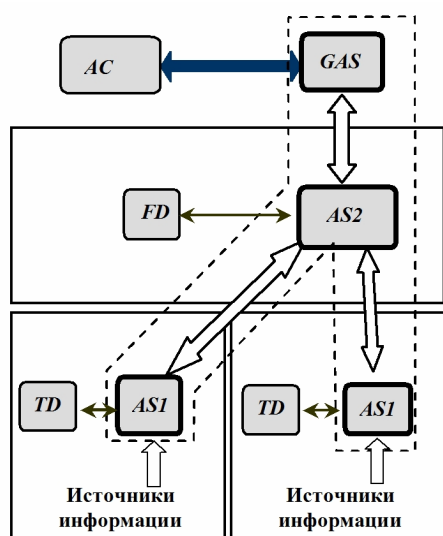 AC
GAS
FD
AS2
TD
AS1
TD
AS1
Источники
информации
Источники
информации